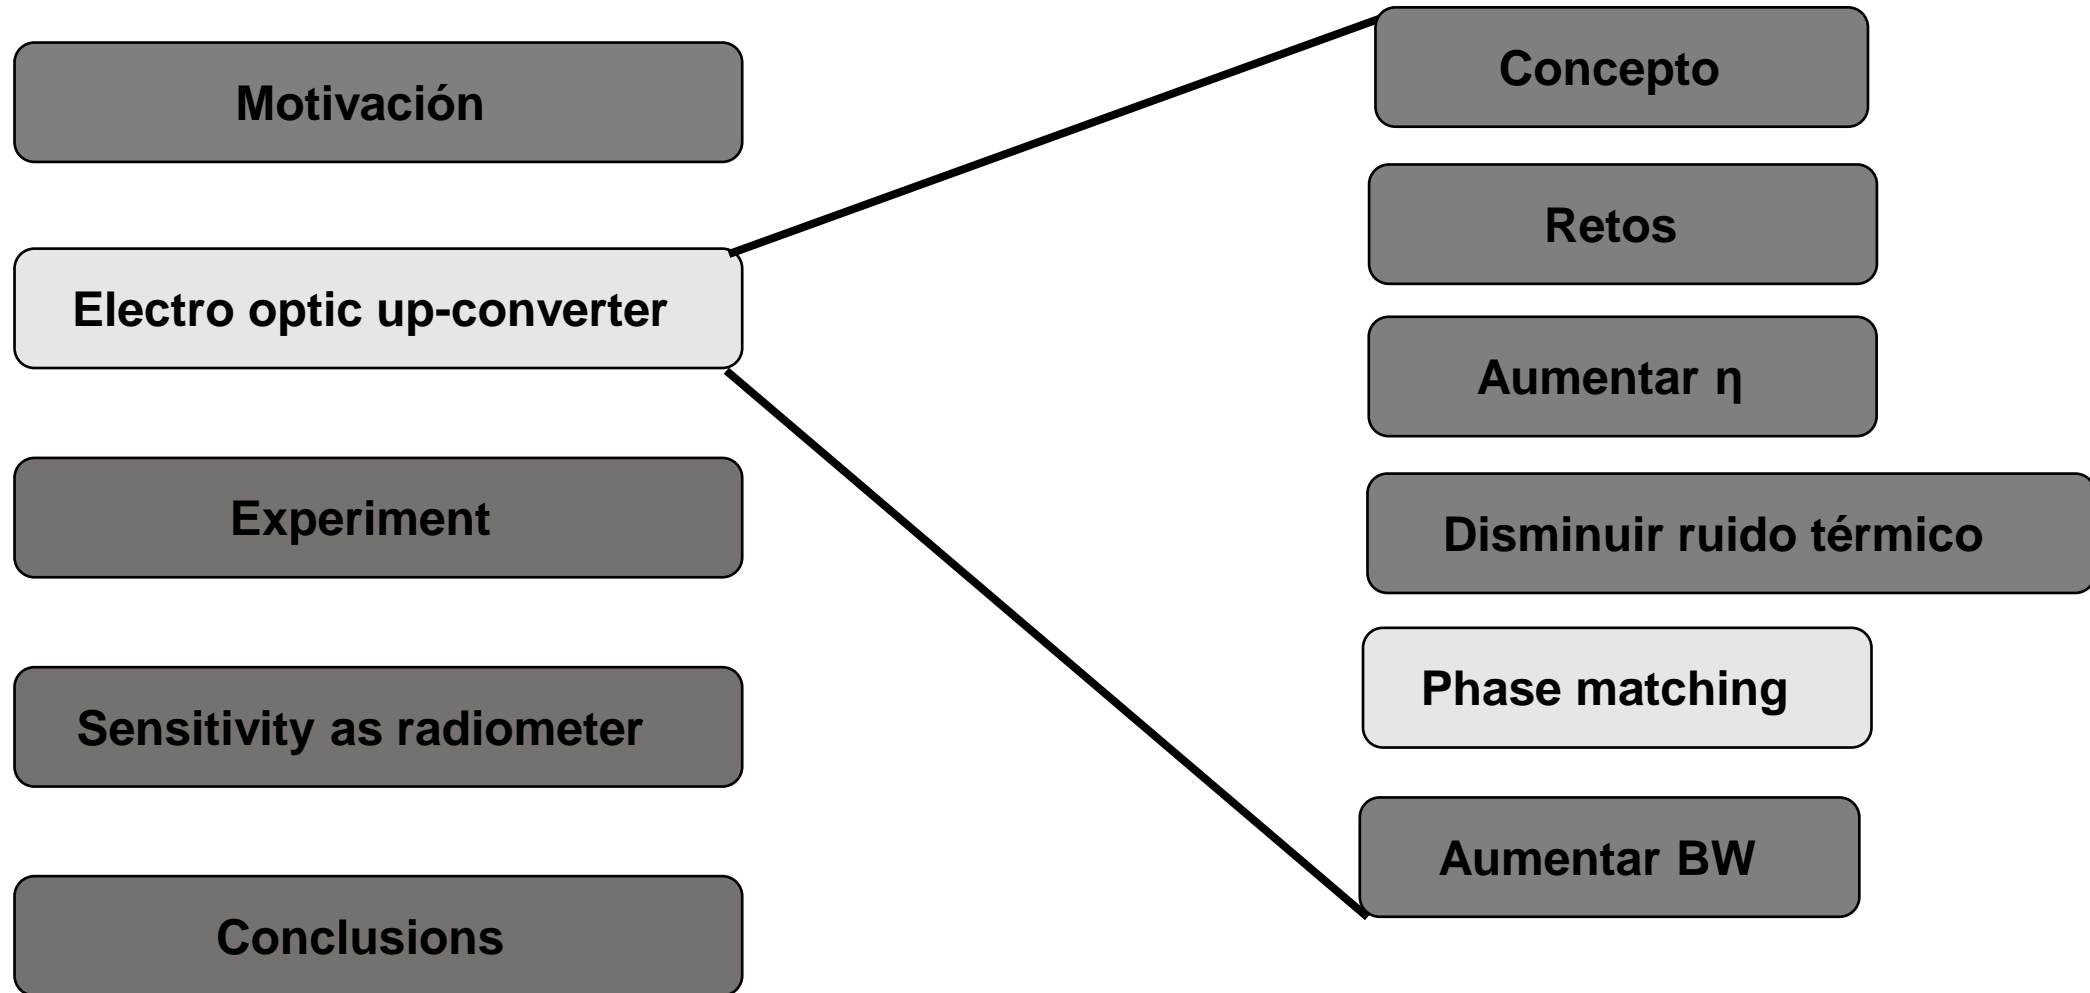 Motivación
Electro optic up-converter
Experiment
Sensitivity as radiometer
Conclusions
Concepto
Retos
Aumentar η
Disminuir ruido térmico
Phase matching
Aumentar BW